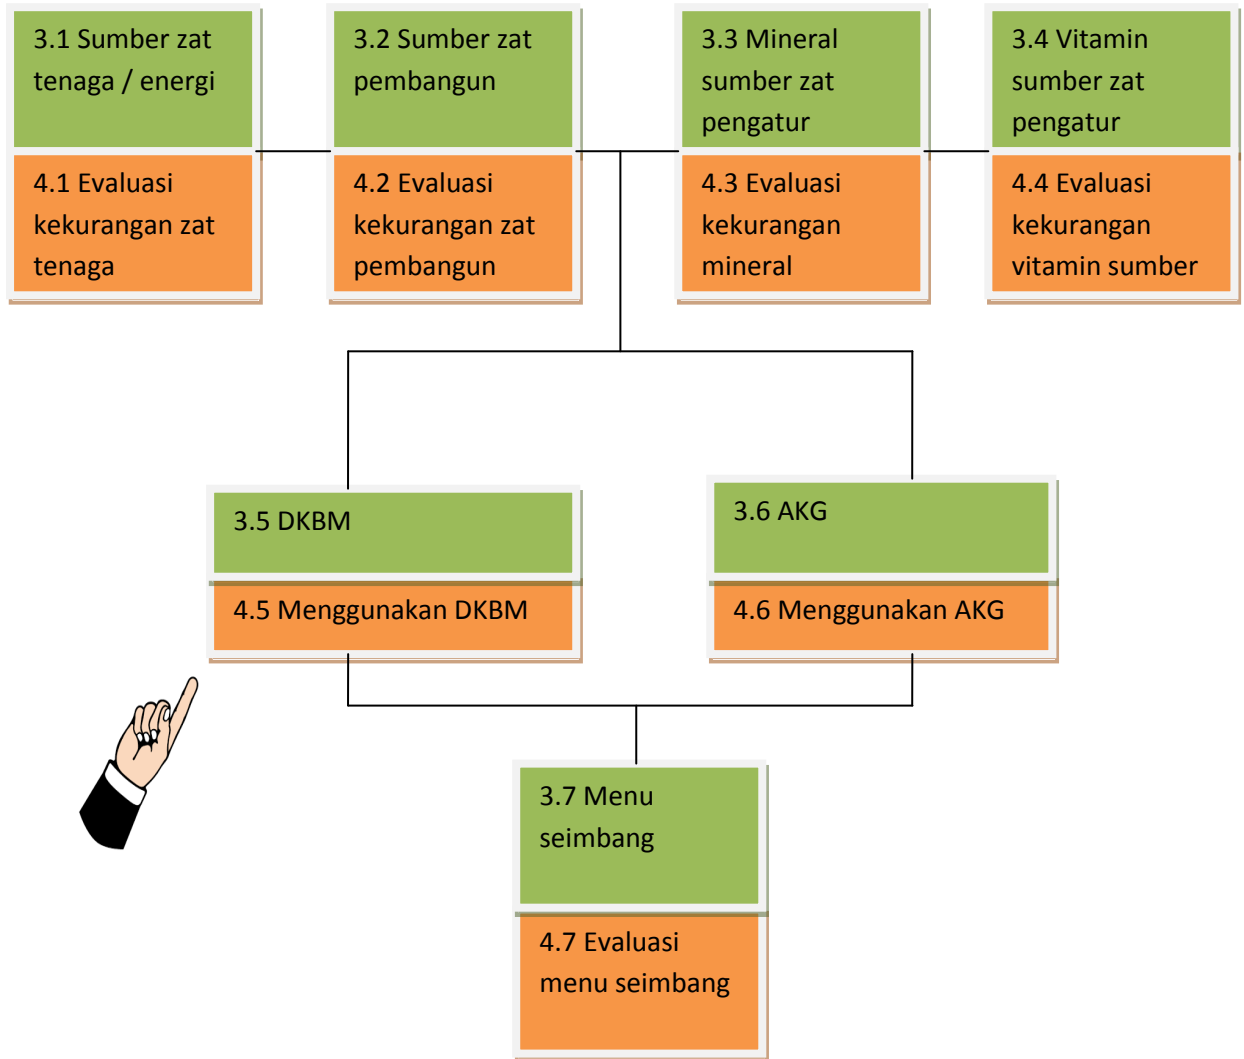 3.1 Sumber zat
tenaga / energi
4.1 Evaluasi
kekurangan zat
tenaga
3.2 Sumber zat
pembangun
4.2 Evaluasi
kekurangan zat
pembangun
3.3 Mineral
sumber zat
pengatur
4.3 Evaluasi
kekurangan
mineral
3.4 Vitamin
sumber zat
pengatur
4.4 Evaluasi
kekurangan
vitamin sumber
3.5 DKBM
4.5 Menggunakan DKBM
3.6 AKG
4.6 Menggunakan AKG
3.7 Menu
seimbang
4.7 Evaluasi
menu seimbang